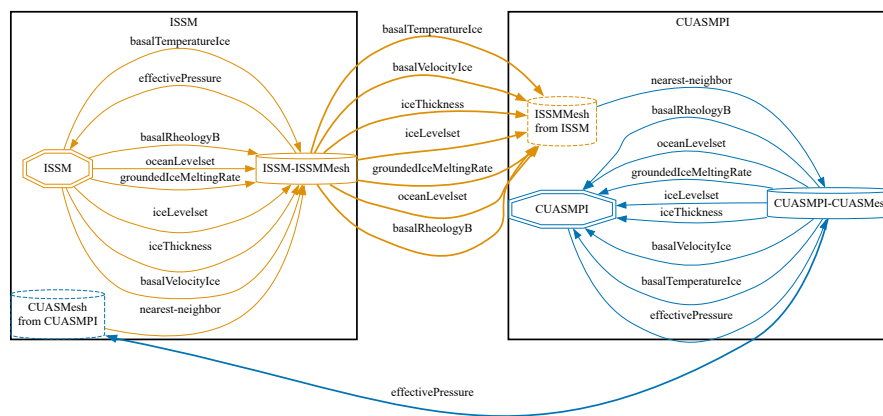 ISSM
CUASMPI
basalTemperatureIce
effectivePressure
basalRheologyB
oceanLevelset
groundedIceMeltingRate
iceLevelset
iceThickness
basalVelocityIce
nearest-neighbor
ISSM
ISSM-ISSMMesh
CUASMesh
from CUASMPI
basalTemperatureIce
basalVelocityIce
iceThickness
iceLevelset
groundedIceMeltingRate
oceanLevelset
basalRheologyB
ISSMMesh
from ISSM
nearest-neighbor
basalRheologyB
oceanLevelset
groundedIceMeltingRate
iceLevelset
iceThickness
basalVelocityIce
basalTemperatureIce
effectivePressure
CUASMPI
CUASMPI-CUASMesh
effectivePressure